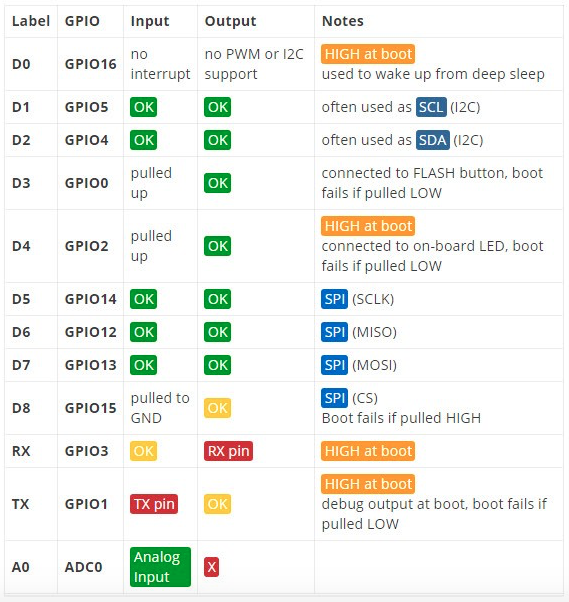 Label GPIO Input Output Notes
D0 GPIO16 no interrupt no PWM or I2C support HIGH at boot used to wake up from deep sleep
D1 GPIO5 OK OK often used as SCL (I2C)
D2 GPIO4 OK OK often used as SDA (I2C)
D3 GPIO0 pulled up OK connected to FLASH button, boot fails if pulled LOW
D4 GPIO2 pulled up OK HIGH at boot connected to on-board LED, boot fails if pulled LOW
D5 GPIO14 OK OK SPI (SCLK)
D6 GPIO12 OK OK SPI (MISO)
D7 GPIO13 OK OK SPI (MOSI)
D8 GPIO15 pulled to GND OK SPI (CS) Boot fails if pulled HIGH
RX GPIO3 OK RX pin HIGH at boot
TX GPIO1 TX pin OK HIGH at boot debug output at boot, boot fails if pulled LOW
A0 ADC0 Analog Input X